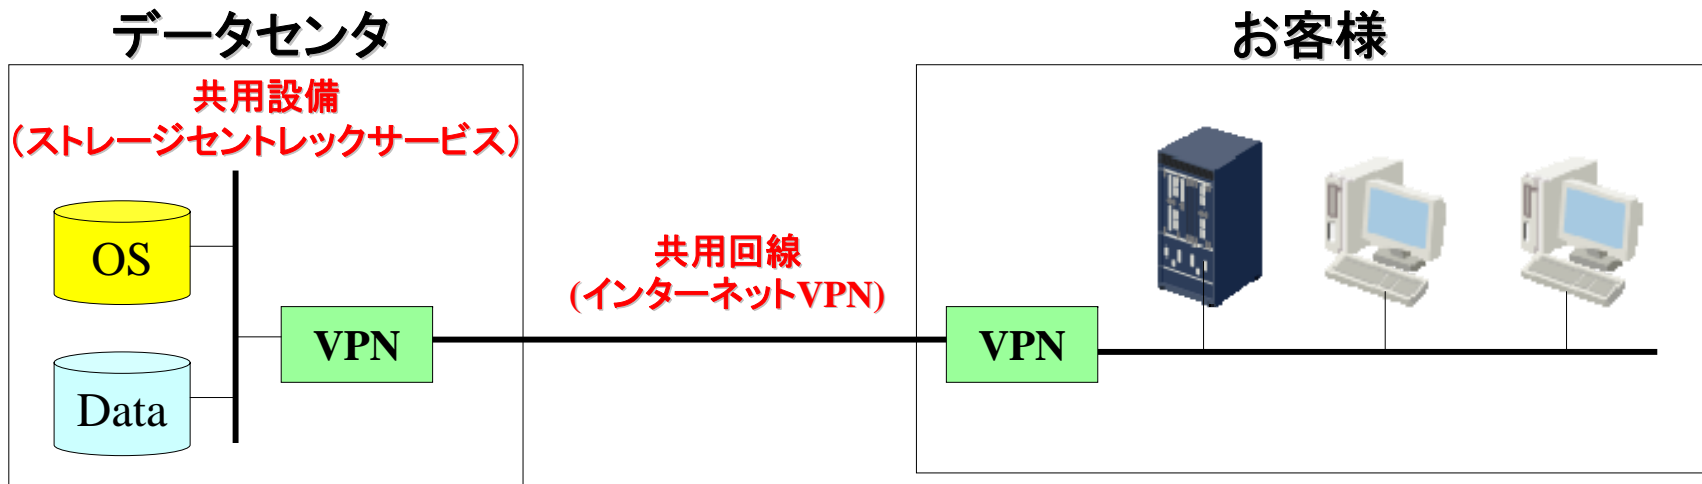 データセンタ
お客様
共用設備
（ストレージセントレックサービス）
OS
Data
VPN
共用回線
(インターネットVPN)
VPN